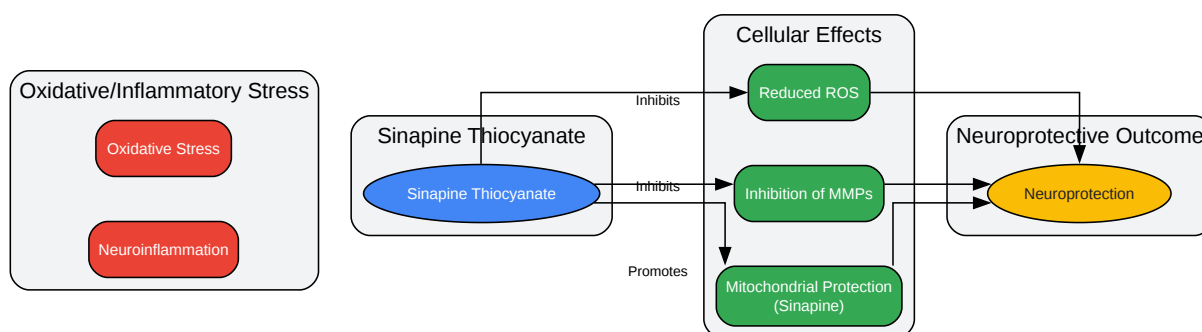 Oxidative/Inflammatory Stress
Oxidative Stress
Neuroinflammation
Sinapine Thiocyanate
Sinapine Thiocyanate
Inhibits
Inhibits
Promotes
Cellular Effects
Reduced ROS
Inhibition of MMPs
Mitochondrial Protection
(Sinapine)
Neuroprotective Outcome
Neuroprotection